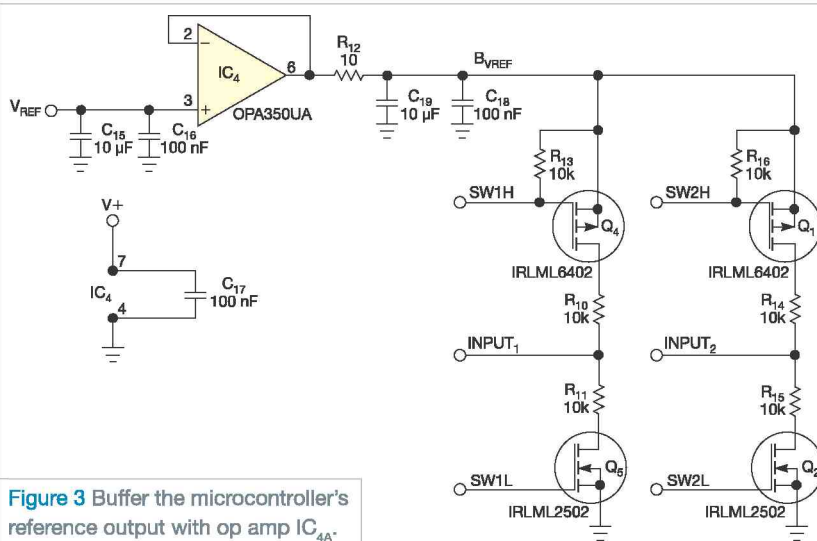 2
−
IC4
6
R12
10
BVREF
VREF
3
+
OPA350UA
C15
10 µF
C16
100 nF
C19
10 µF
C18
100 nF
R13
10k
R16
10k
SW1H
Q4
SW2H
Q1
IRLML6402
IRLML6402
V+
7
IC4
4
C17
100 nF
R10
10k
R14
10k
INPUT1
INPUT2
R11
10k
R15
10k
SW1L
Q5
SW2L
Q2
IRLML2502
IRLML2502
Figure 3 Buffer the microcontroller's
reference output with op amp IC4A.